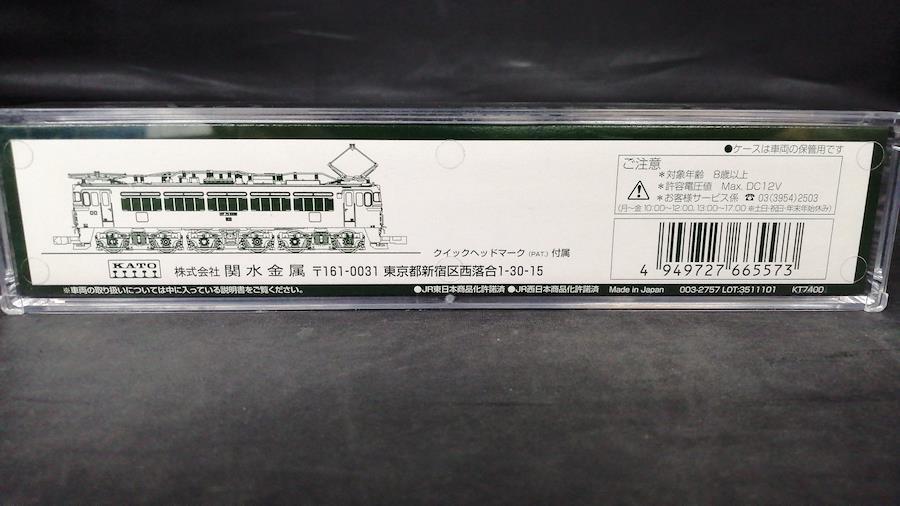 ●ケースは車両の保管用です
ご注意
*対象年齢 8歳以上
*許容電圧値 Max. DC12V
*お客様サービス係 ☎ 03(3954)2503
(月〜金 10:00〜12:00, 13:00〜17:00 *土日・祝日・年末年始休み)
クイックヘッドマーク (PAT.) 付属
KATO
株式会社 関水金属 〒161-0031 東京都新宿区西落合1-30-15
4 949727 665573
※車両の取り扱いについては中に入っている説明書をご覧ください。
●JR東日本商品化許諾済 ●JR西日本商品化許諾済 Made in Japan 003-2757 LOT:3511101 KT7400